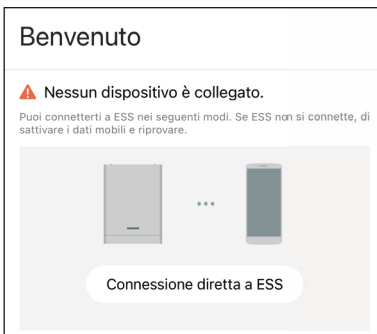 Benvenuto
Nessun dispositivo è collegato.
Puoi connetterti a ESS nei seguenti modi. Se ESS non si connette, di
sattivare i dati mobili e riprovare.
Connessione diretta a ESS